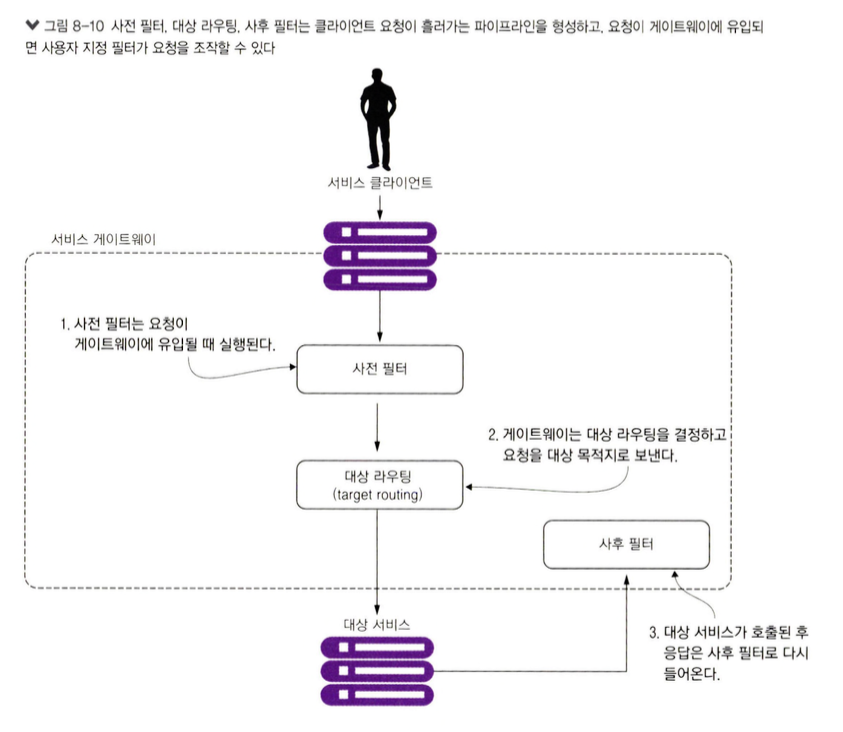 그림 8-10 사전 필터, 대상 라우팅, 사후 필터는 클라이언트 요청이 흘러가는 파이프라인을 형성하고, 요청이 게이트웨이에 유입되
면 사용자 지정 필터가 요청을 조작할 수 있다
서비스 클라이언트
서비스 게이트웨이
1. 사전 필터는 요청이
게이트웨이에 유입될 때 실행된다.
사전 필터
2. 게이트웨이는 대상 라우팅을 결정하고
요청을 대상 목적지로 보낸다.
대상 라우팅
(target routing)
사후 필터
대상 서비스
3. 대상 서비스가 호출된 후
응답은 사후 필터로 다시
들어온다.